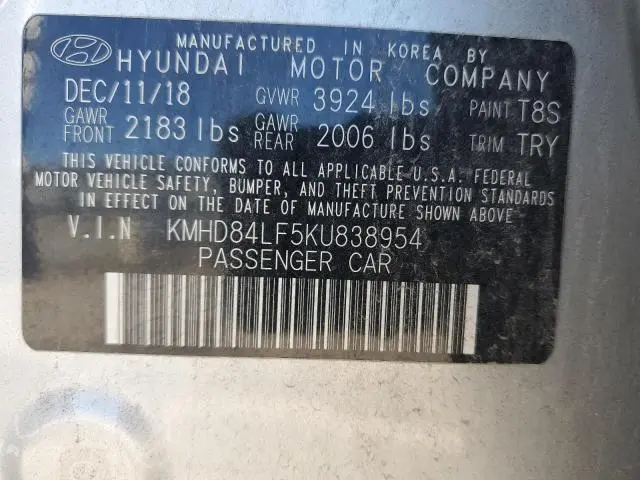 MANUFACTURED IN KOREA BY
HYUNDAI MOTOR COMPANY
DEC/11/18 GVWR 3924 lbs PAINT T8S
GAWR FRONT 2183 lbs GAWR REAR 2006 lbs TRIM TRY
THIS VEHICLE CONFORMS TO ALL APPLICABLE U.S.A. FEDERAL
MOTOR VEHICLE SAFETY, BUMPER, AND THEFT PREVENTION STANDARDS
IN EFFECT ON THE DATE OF MANUFACTURE SHOWN ABOVE.
V.I.N KMHD84LF5KU838954
PASSENGER CAR